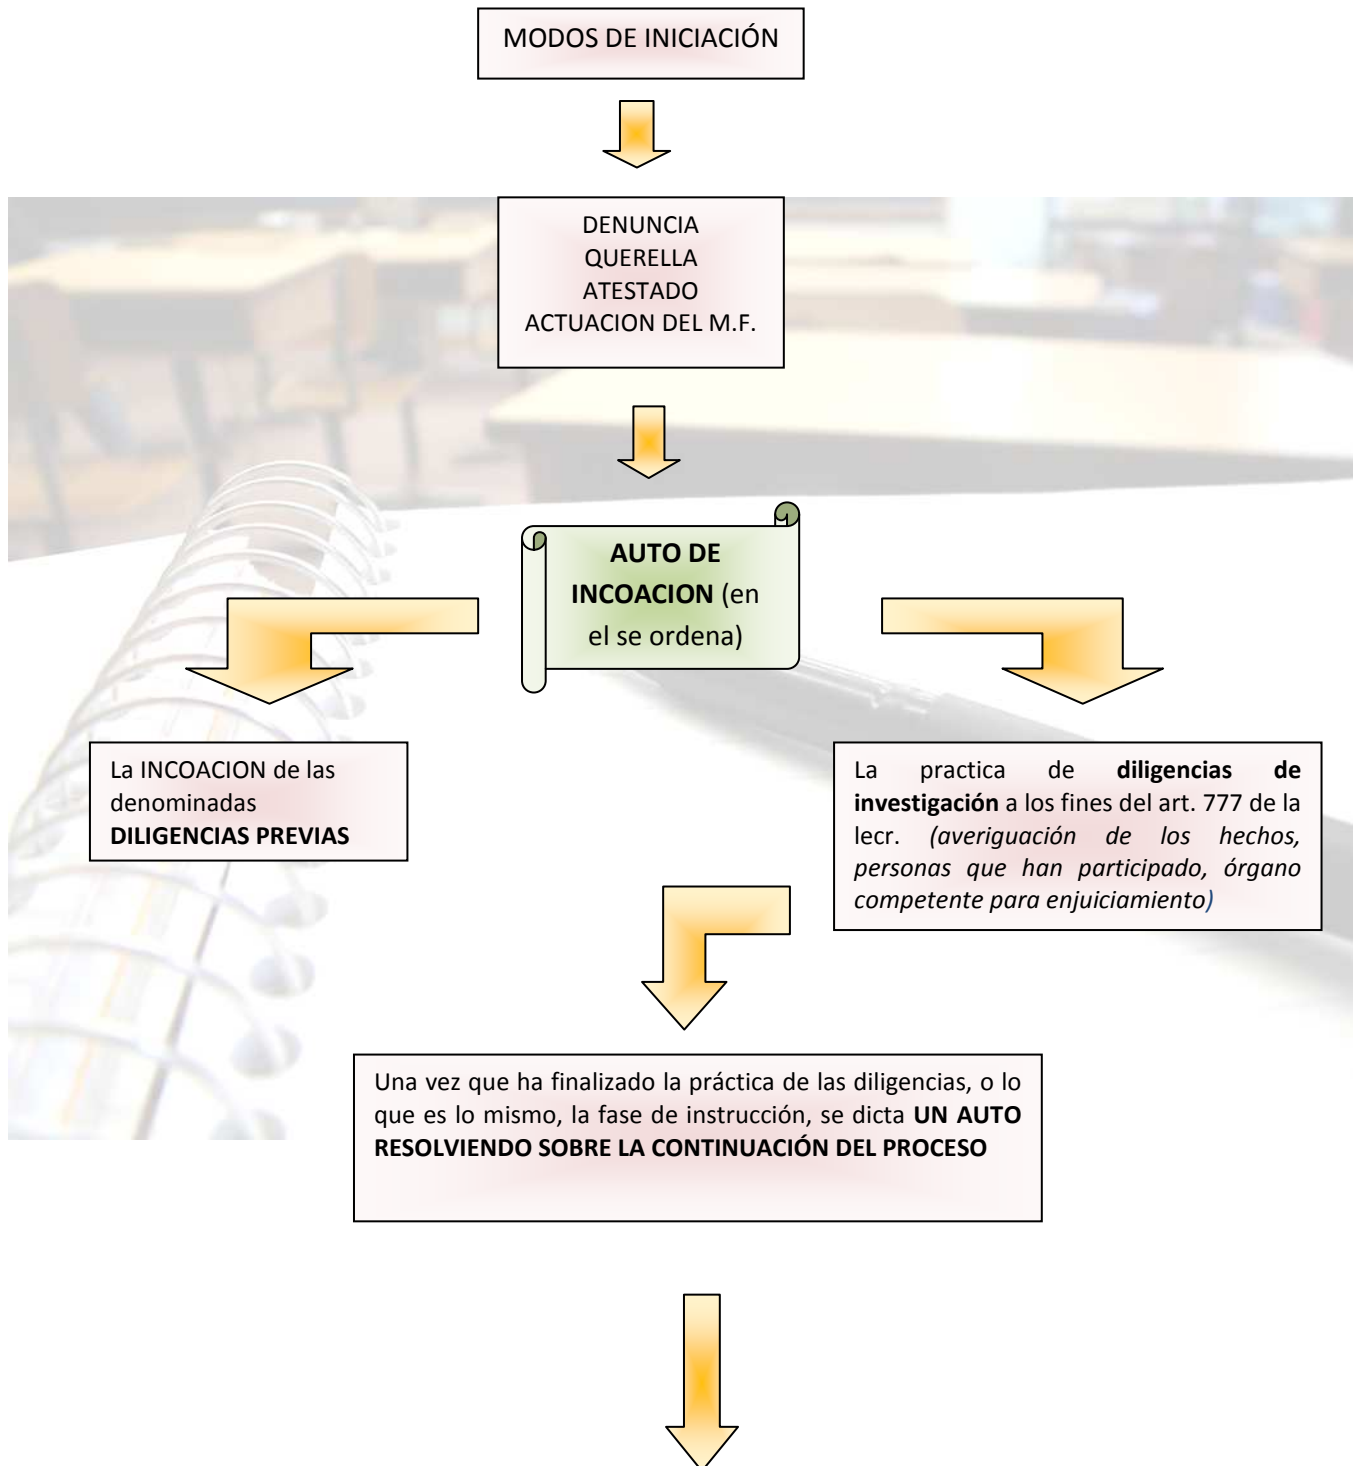 MODOS DE INICIACIÓN
DENUNCIA
QUERELLA
ATESTADO
ACTUACION DEL M.F.
AUTO DE
INCOACION (en
el se ordena)
La INCOACION de las
denominadas
DILIGENCIAS PREVIAS
La practica de diligencias de
investigación a los fines del art. 777 de la
lecr. (averiguación de los hechos,
personas que han participado, órgano
competente para enjuiciamiento)
Una vez que ha finalizado la práctica de las diligencias, o lo
que es lo mismo, la fase de instrucción, se dicta UN AUTO
RESOLVIENDO SOBRE LA CONTINUACIÓN DEL PROCESO